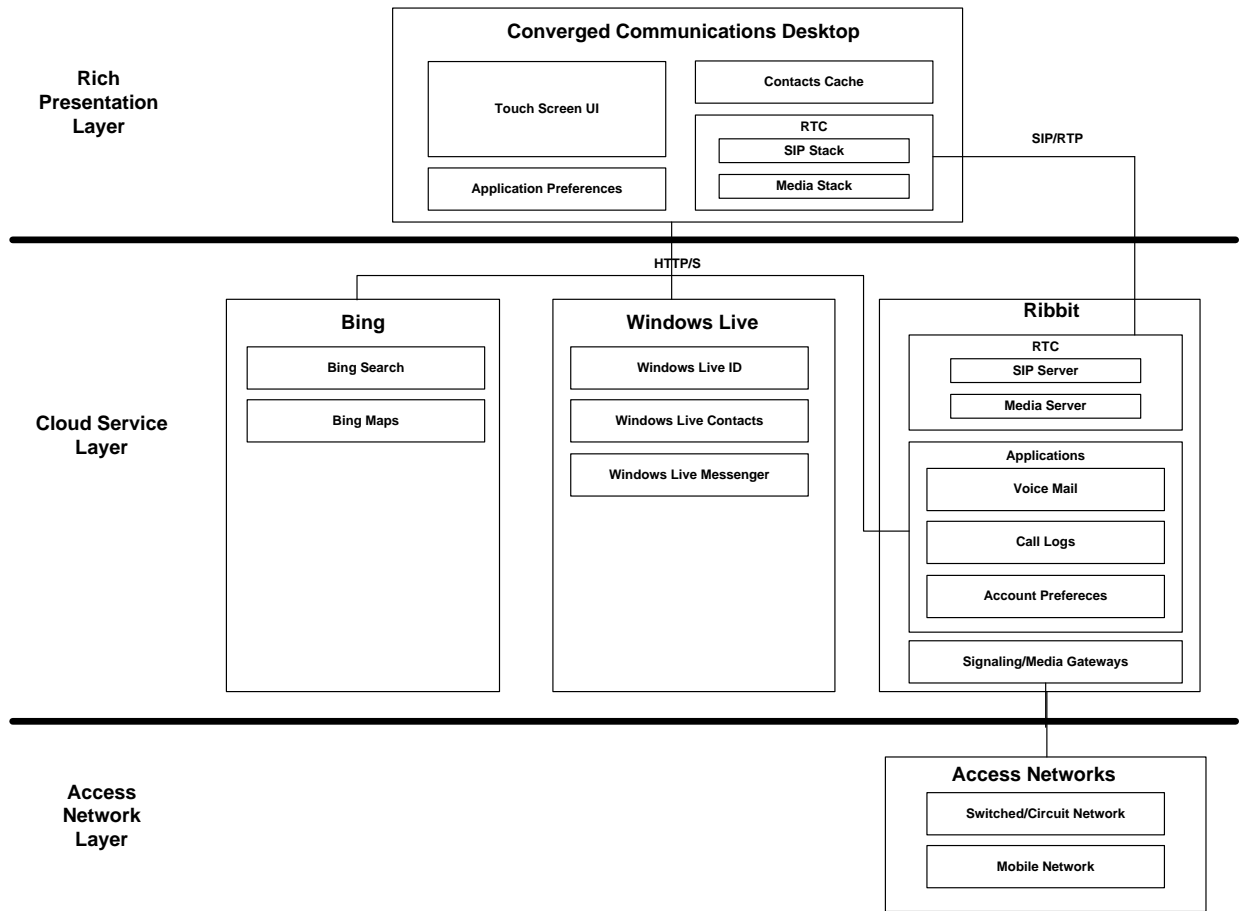 Converged Communications Desktop
Rich
Presentation
Layer
Touch Screen UI
Contacts Cache
RTC
SIP Stack
Media Stack
Application Preferences
SIP/RTP
HTTP/S
Cloud Service
Layer
Bing
Bing Search
Bing Maps
Windows Live
Windows Live ID
Windows Live Contacts
Windows Live Messenger
Ribbit
RTC
SIP Server
Media Server
Applications
Voice Mail
Call Logs
Account Prefereces
Signaling/Media Gateways
Access
Network
Layer
Access Networks
Switched/Circuit Network
Mobile Network